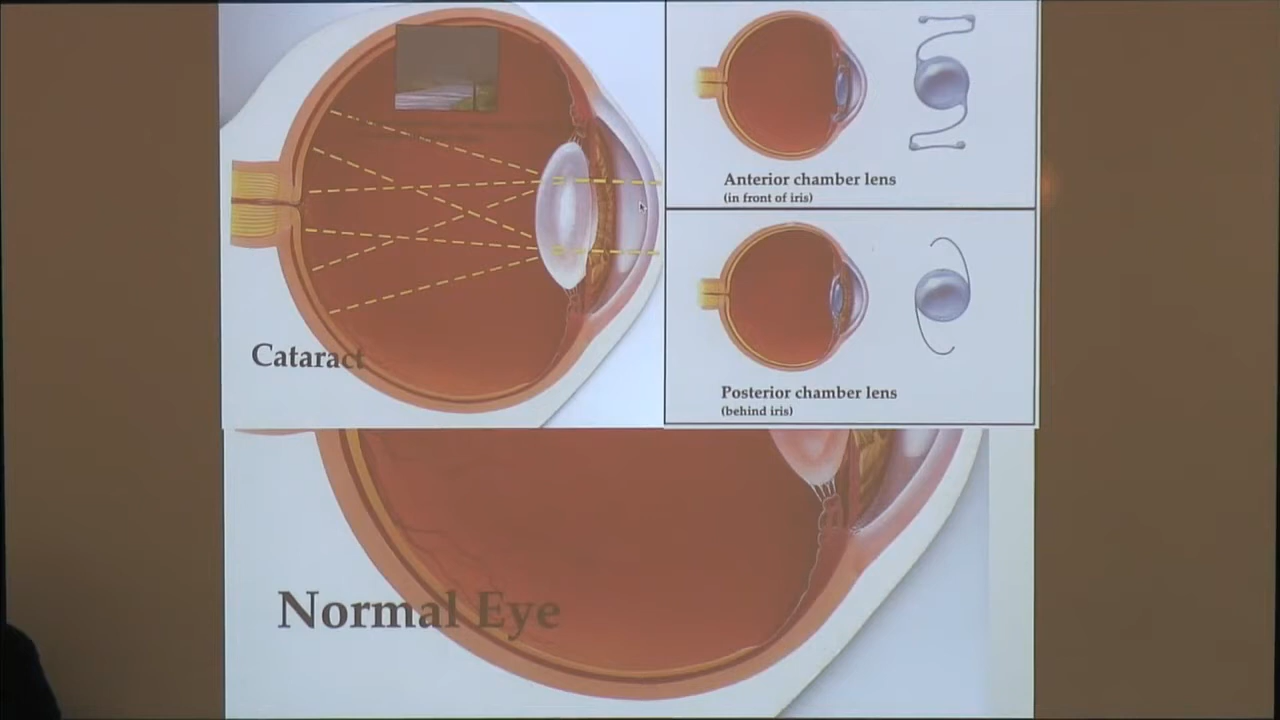 Anterior chamber lens
(in front of iris)
Cataract
Posterior chamber lens
(behind iris)
Normal Eye